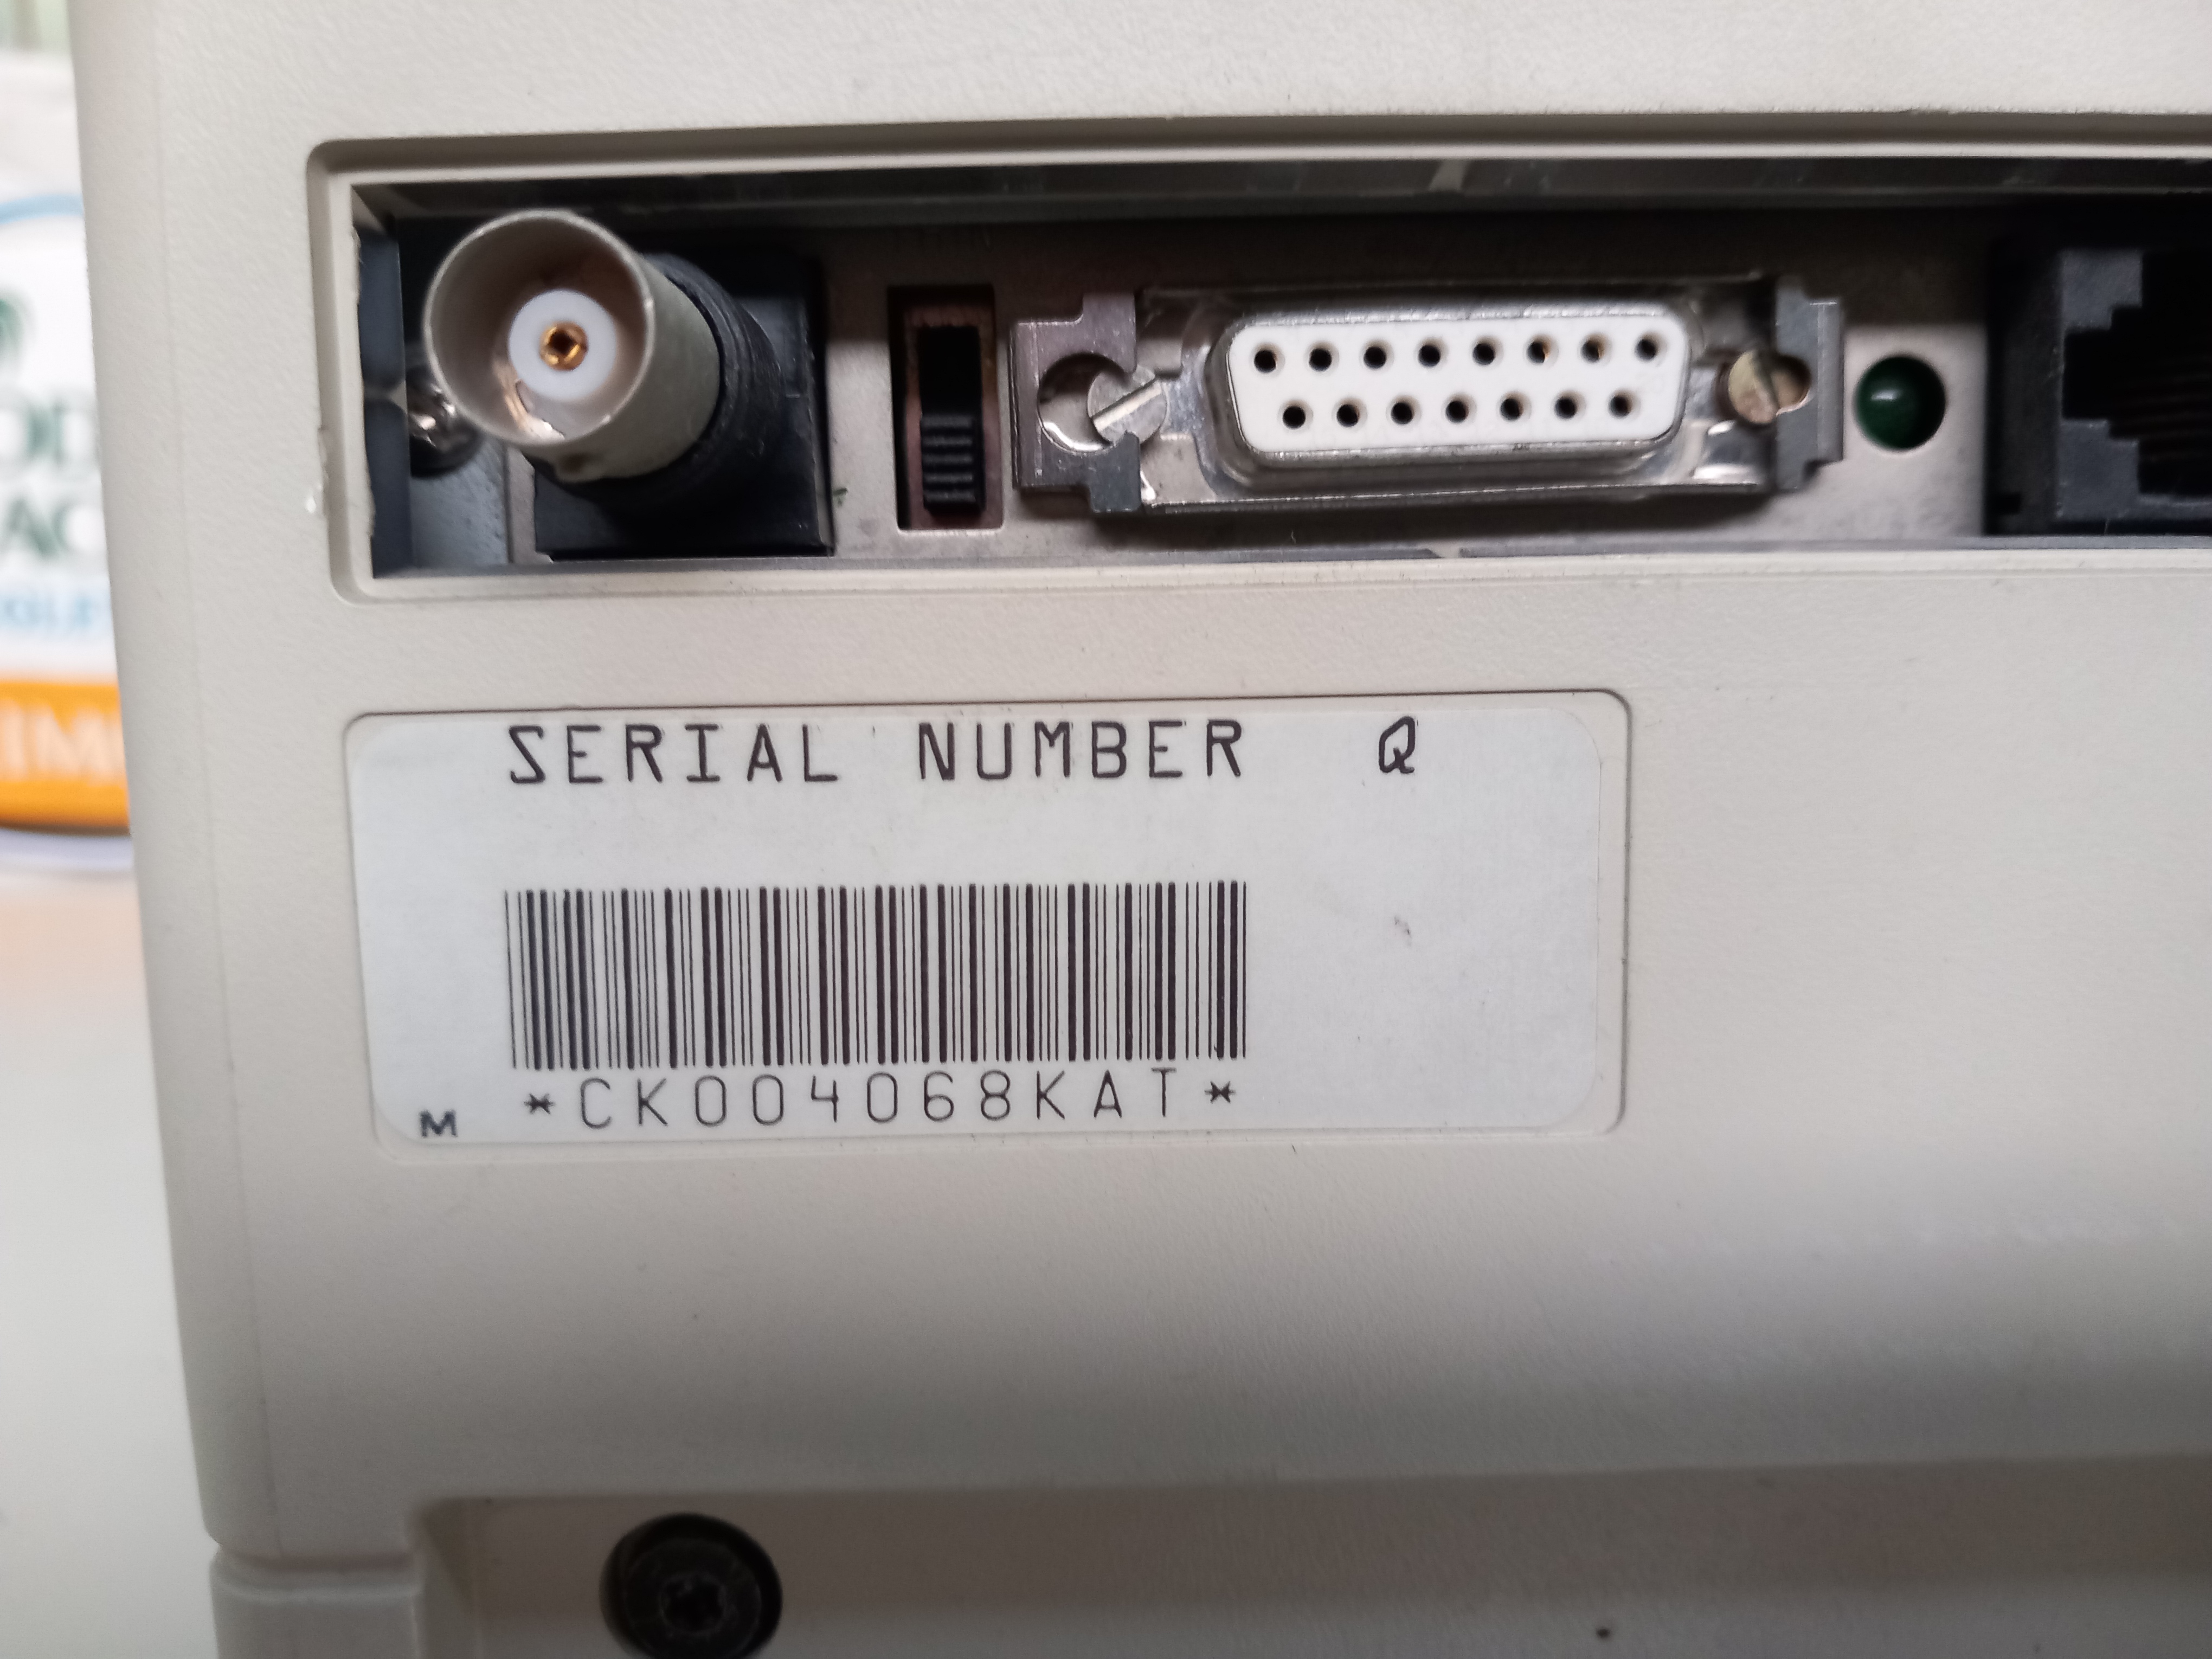 SERIAL NUMBER Q
*CK004068KAT*
M